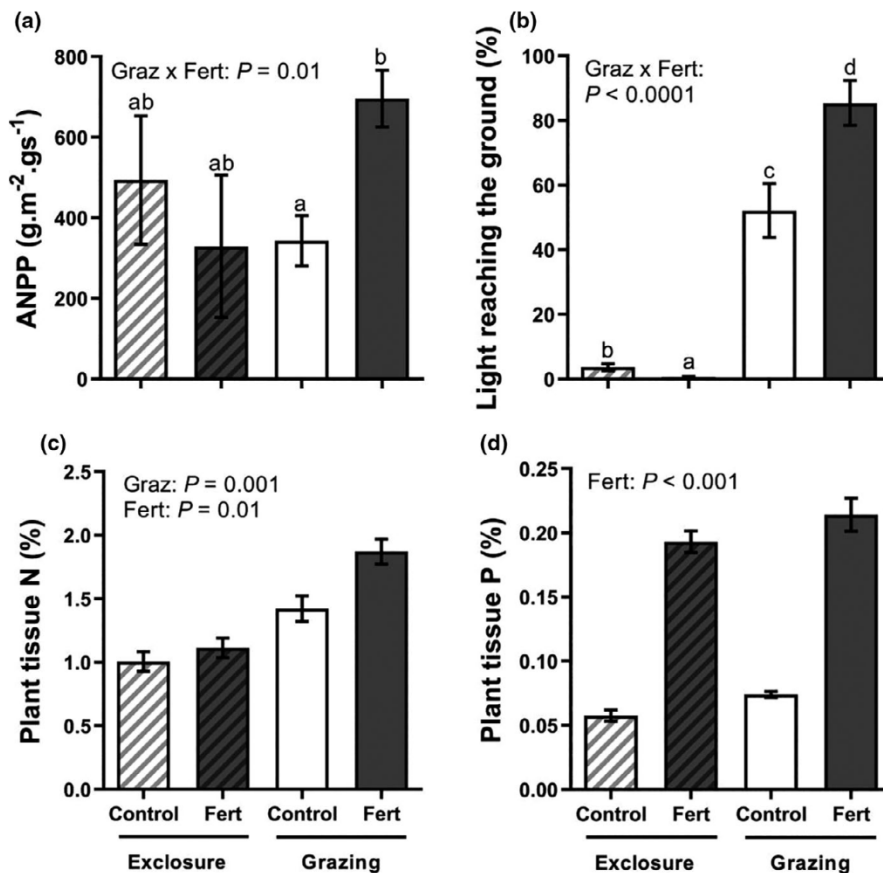 (a)
ANPP (g.m⁻².gs⁻¹)
800
600
400
200
0
Graz x Fert: P = 0.01
ab
ab
a
b
(b)
Light reaching the ground (%)
100
80
60
40
20
0
Graz x Fert:
P < 0.0001
b
a
c
d
(c)
Plant tissue N (%)
2.5
2.0
1.5
1.0
0.5
0.0
Graz: P = 0.001
Fert: P = 0.01
Control Fert Control Fert
Exclosure Grazing
(d)
Plant tissue P (%)
0.25
0.20
0.15
0.10
0.05
0.00
Fert: P < 0.001
Control Fert Control Fert
Exclosure Grazing